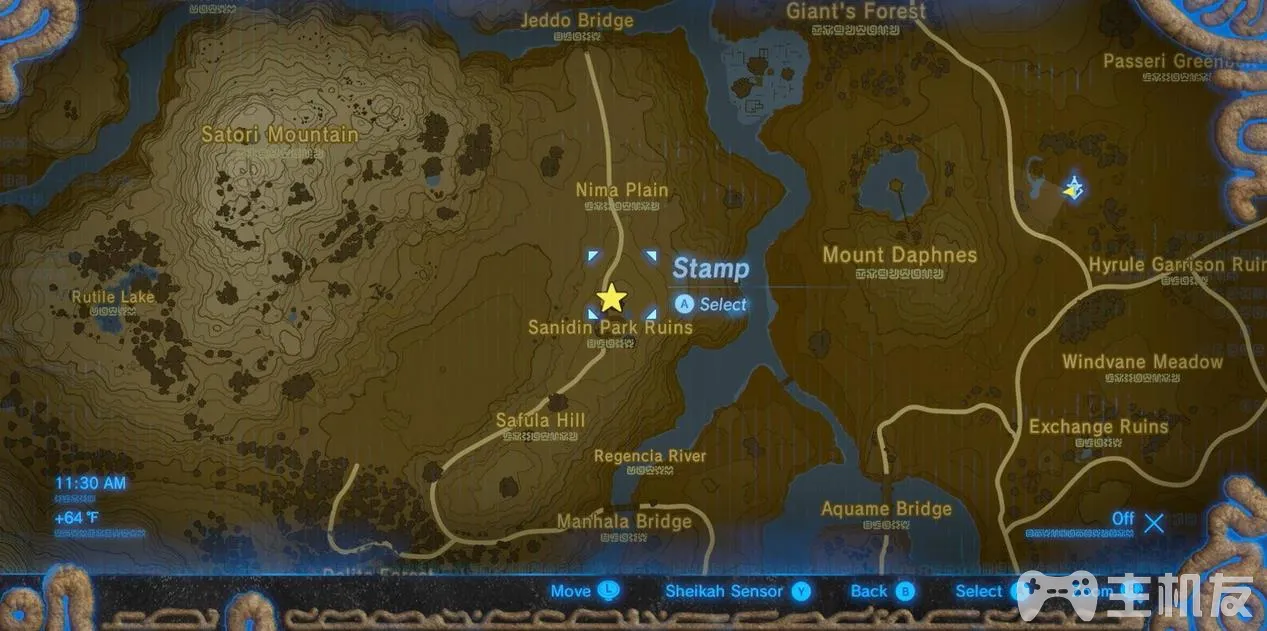 Jeddo Bridge
Giant's Forest
Passeri Greenbelt
Satori Mountain
Nima Plain
Mount Daphnes
Stamp
A Select
Hyrule Garrison Ruin
Rutile Lake
Sanidin Park Ruins
Windvane Meadow
Safula Hill
Exchange Ruins
Regencia River
11:30 AM
+64 °F
Manhala Bridge
Aquame Bridge
Off
Move L
Sheikah Sensor Y
Back B
Select
主机友